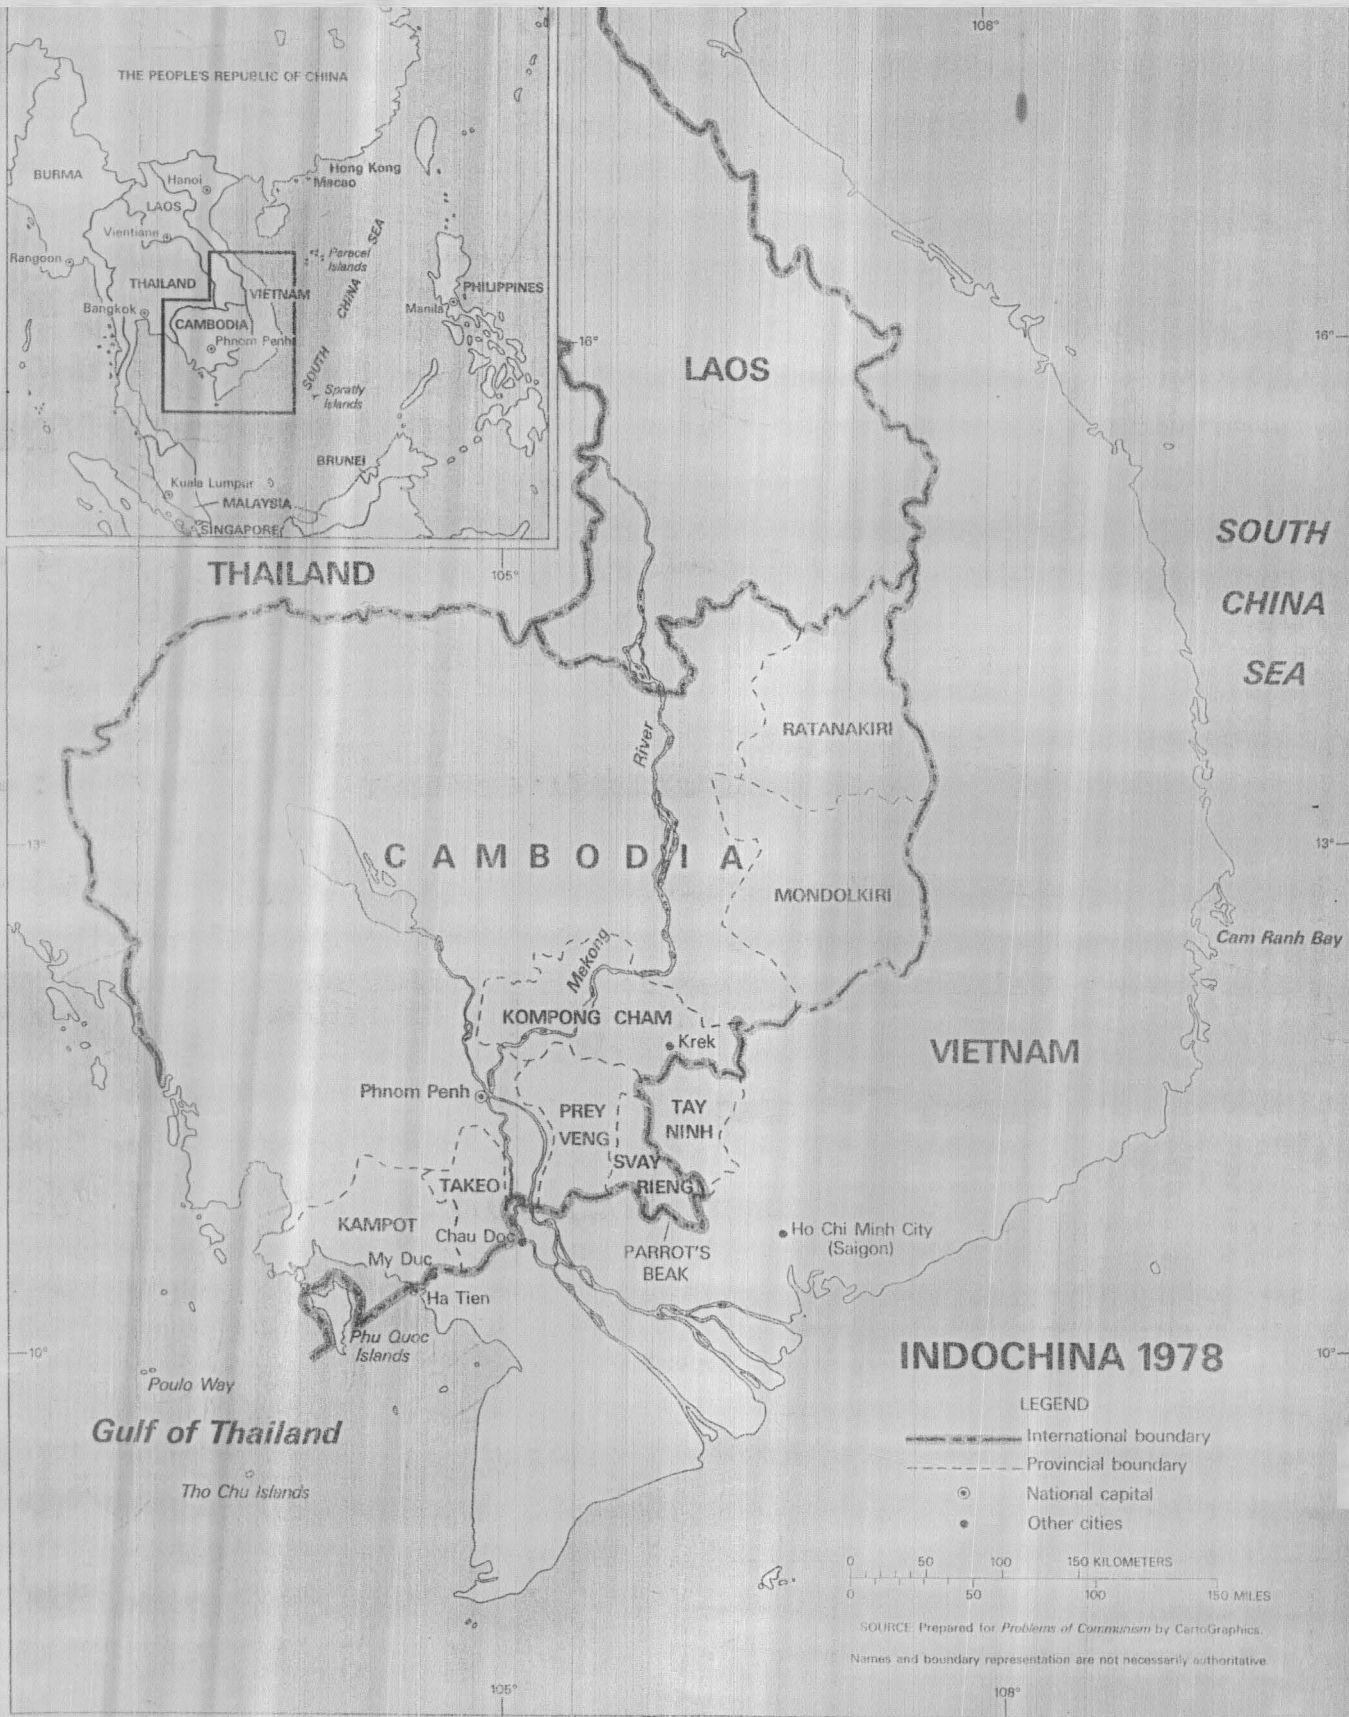 108°
THE PEOPLE'S REPUBLIC OF CHINA
BURMA
Hanoi
Hong Kong
Macao
LAOS
Vientiane
Rangoon
Paracel
Islands
SOUTH CHINA SEA
THAILAND
VIETNAM
PHILIPPINES
Bangkok
Manila
CAMBODIA
Phnom Penh
Spratly
Islands
BRUNEI
Kuala Lumpur
MALAYSIA
SINGAPORE
16°
16°
LAOS
SOUTH
CHINA
SEA
THAILAND
105°
RATANAKIRI
River
13°
CAMBODIA
13°
MONDOLKIRI
Cam Ranh Bay
Mekong
KOMPONG CHAM
Krek
VIETNAM
Phnom Penh
PREY
VENG
TAY
NINH
SVAY
RIENG
TAKEO
KAMPOT
Chau Doc
Ho Chi Minh City
(Saigon)
PARROT'S
BEAK
My Duc
Ha Tien
Phu Quoc
Islands
10°
10°
Poulo Way
Gulf of Thailand
Tho Chu Islands
INDOCHINA 1978
LEGEND
International boundary
Provincial boundary
National capital
Other cities
0 50 100 150 KILOMETERS
0 50 100 150 MILES
SOURCE: Prepared for Problems of Communism by CartoGraphics.
Names and boundary representation are not necessarily authoritative.
105°
108°